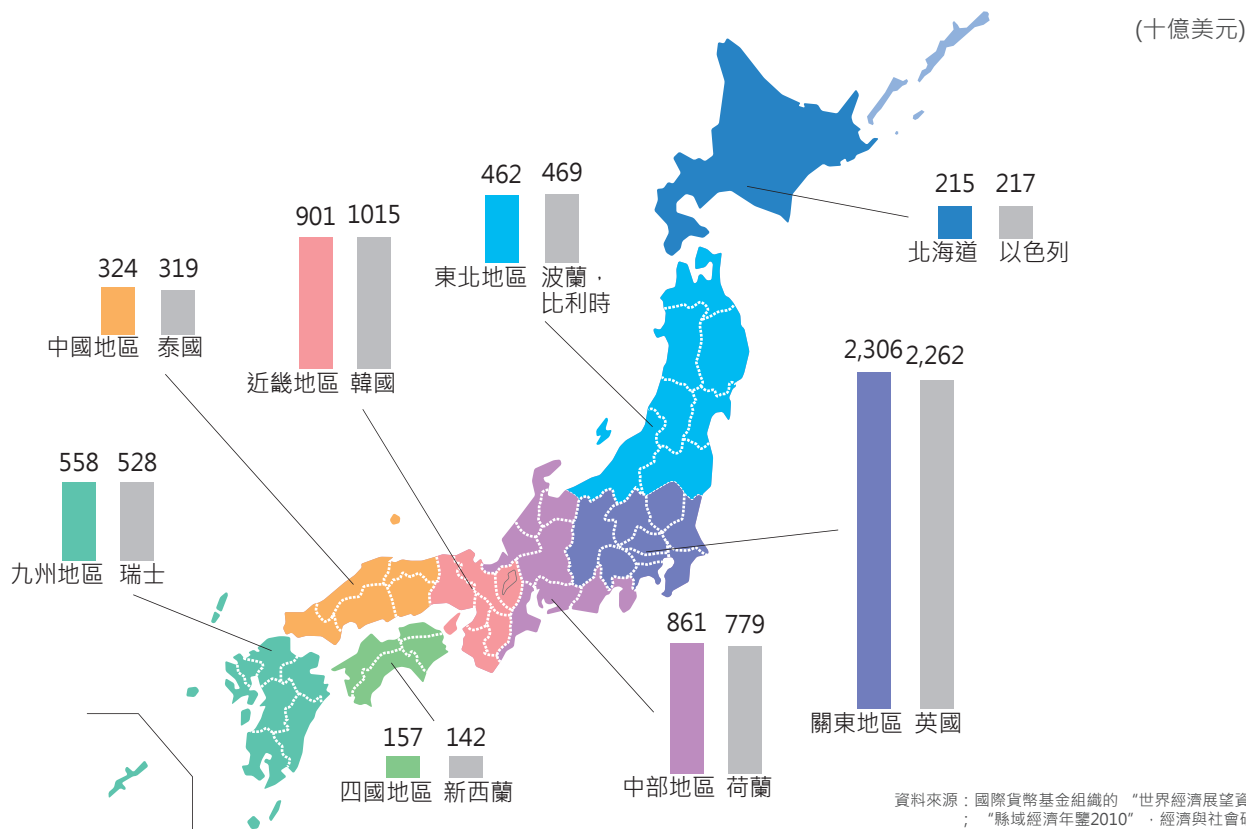 (十億美元)
215 217
北海道 以色列
462 469
東北地區 波蘭，
比利時
901 1015
近畿地區 韓國
324 319
中國地區 泰國
2,306 2,262
關東地區 英國
558 528
九州地區 瑞士
861 779
中部地區 荷蘭
157 142
四國地區 新西蘭
資料來源：國際貨幣基金組織的 “世界經濟展望資
； “縣域經濟年鑒2010” ‧經濟與社會